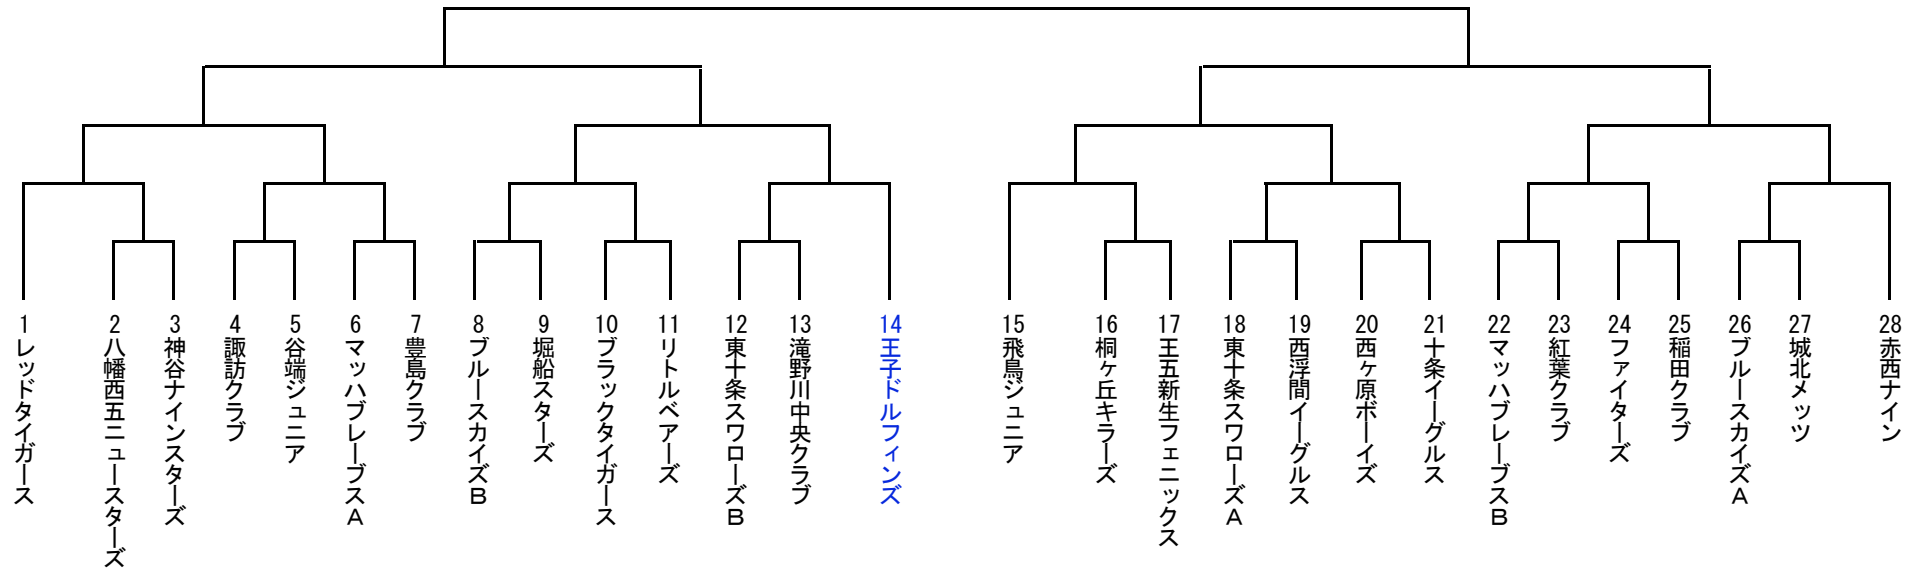 1 レッドタイガース
2 八幡西五ニュースターズ
3 神谷ナインスターズ
4 諏訪クラブ
5 谷端ジュニア
6 マッハブレーブスA
7 豊島クラブ
8 ブルースカイズB
9 堀船スターズ
10 ブラックタイガース
11 リトルベアーズ
12 東十条スワローズB
13 滝野川中央クラブ
14 王子ドルフィンズ
15 飛鳥ジュニア
16 桐ヶ丘キラーズ
17 王五新生フェニックス
18 東十条スワローズA
19 西浮間イーグルス
20 西ヶ原ボーイズ
21 十条イーグルス
22 マッハブレーブスB
23 紅葉クラブ
24 ファイターズ
25 稲田クラブ
26 ブルースカイズA
27 城北メッツ
28 赤西ナイン